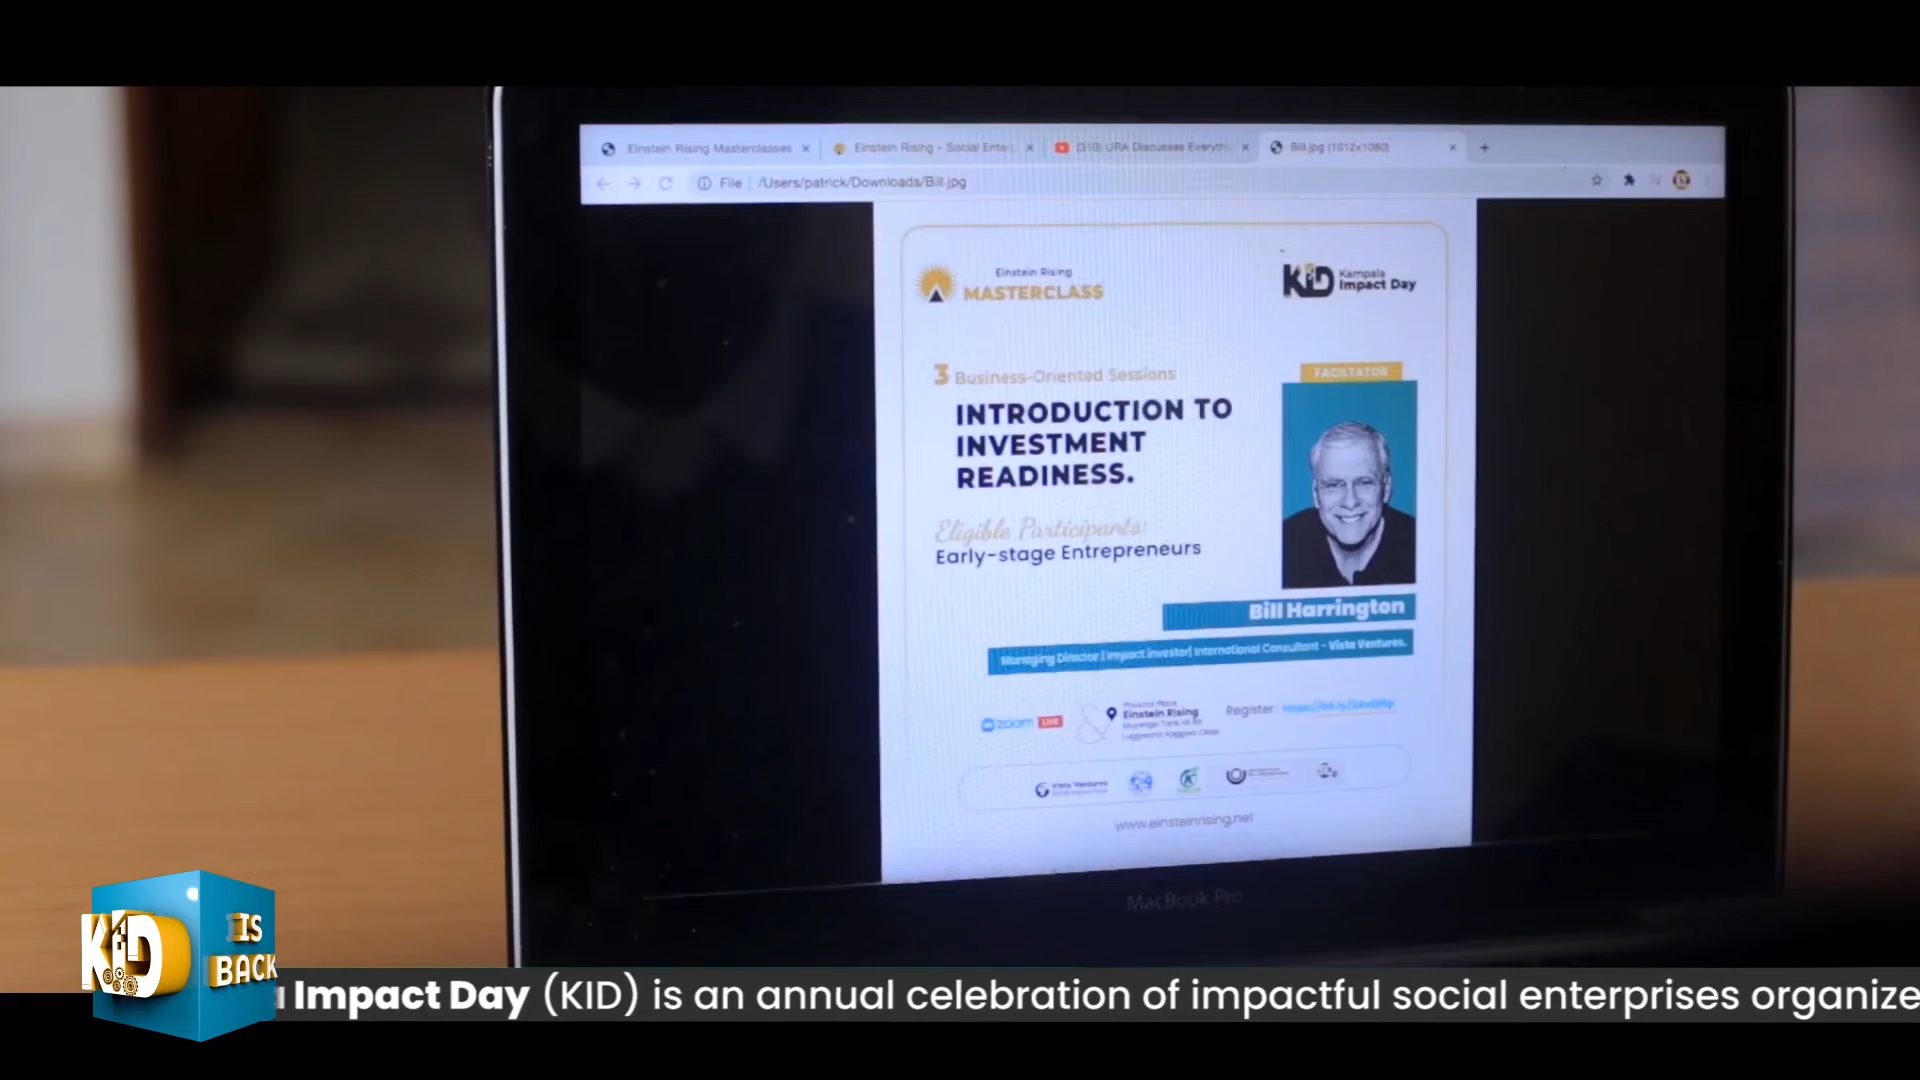 Einstein Rising Masterclasses
Einstein Rising - Social Enter
(310) URA Discusses Everyth
Bill.jpg (1012×1080)
File /Users/patrick/Downloads/Bill.jpg
Einstein Rising
MASTERCLASS
KID Kampala
Impact Day
3 Business-Oriented Sessions
FACILITATOR
INTRODUCTION TO
INVESTMENT
READINESS.
Eligible Participants:
Early-stage Entrepreneurs
Bill Harrington
Managing Director | Impact investor| International Consultant - Vista Ventures.
zoom LIVE
&
Einstein Rising
Register:
Vista Ventures
www.einsteinrising.net
MacBook Pro
KID
IS
BACK
a Impact Day (KID) is an annual celebration of impactful social enterprises organize